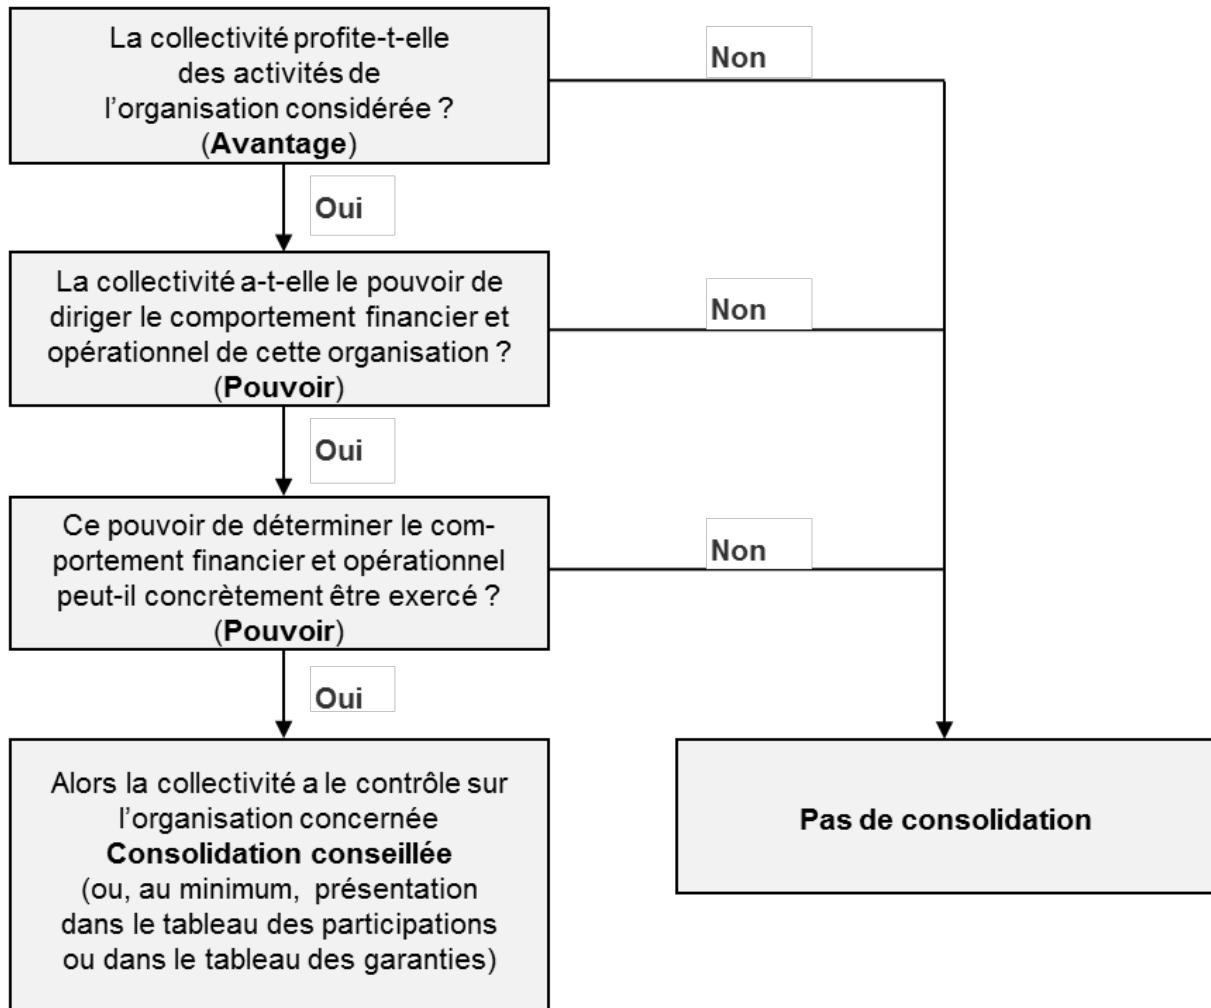 La collectivité profite-t-elle
des activités de
l’organisation considérée ?
(Avantage)
Non
Oui
La collectivité a-t-elle le pouvoir de
diriger le comportement financier et
opérationnel de cette organisation ?
(Pouvoir)
Non
Oui
Ce pouvoir de déterminer le com-
portement financier et opérationnel
peut-il concrètement être exercé ?
(Pouvoir)
Non
Oui
Alors la collectivité a le contrôle sur
l’organisation concernée
Consolidation conseillée
(ou, au minimum, présentation
dans le tableau des participations
ou dans le tableau des garanties)
Pas de consolidation